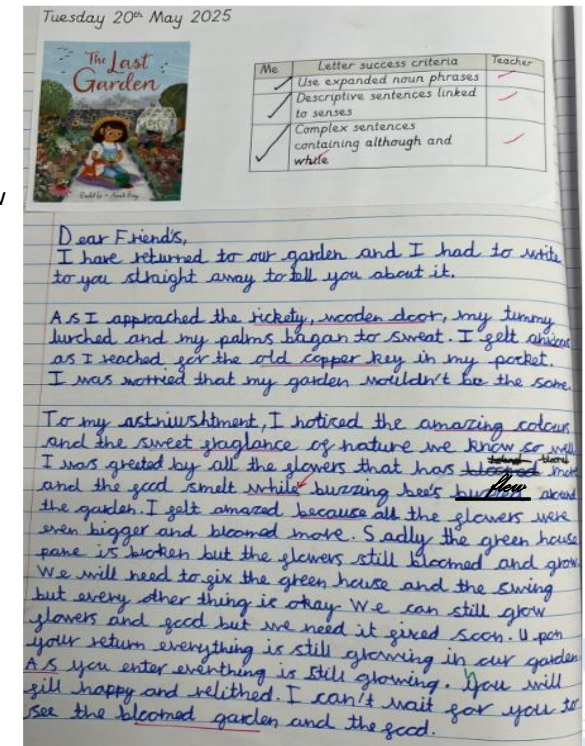 Tuesday 20th May 2025
The Last
Garden
Me Letter success criteria Teacher
Use expanded noun phrases
Descriptive sentences linked
to senses
Complex sentences
containing although and
while
Dear Friend's,
I have returned to our garden and I had to write
to you straight away to tell you about it.
As I approached the rickety, wooden door, my tummy
lurched and my palms bagan to sweat. I felt
as I reached for the old copper key in my pocket.
I was worried that my garden wouldn't be the same.
To my astniushtment, I noticed the amazing colours
and the sweet fraglance of nature we know so well
I was greeted by all the flowers that has more
and the food smelt while buzzing bee's flew around
the garden. I felt amazed because all the flowers were
even bigger and bloomed more. Sadly the green house
pane is broken but the flowers still bloomed and grow.
We will need to fix the green house and the swing
but every other thing is okay We can still grow
flowers and food but we need it fixed soon. Upon
your return everything is still growing in our garden
As you enter eventhing is still growing. You will
fill happy and relithed. I can't wait for you to
see the bloomed garden and the food.